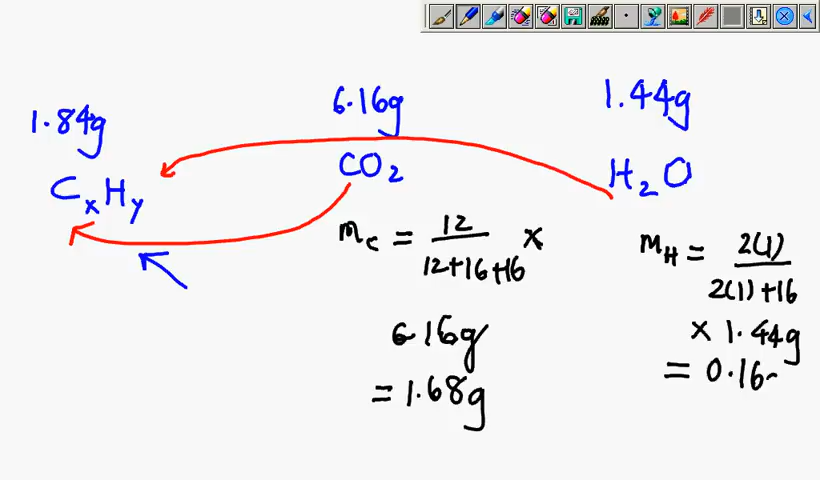 1.84g
6.16g
1.44g
CxHy
CO₂
H₂O
mc = 12 / 12+16+16 ×
6.16g
= 1.68g
mH = 2(1) / 2(1)+16
× 1.44g
= 0.16